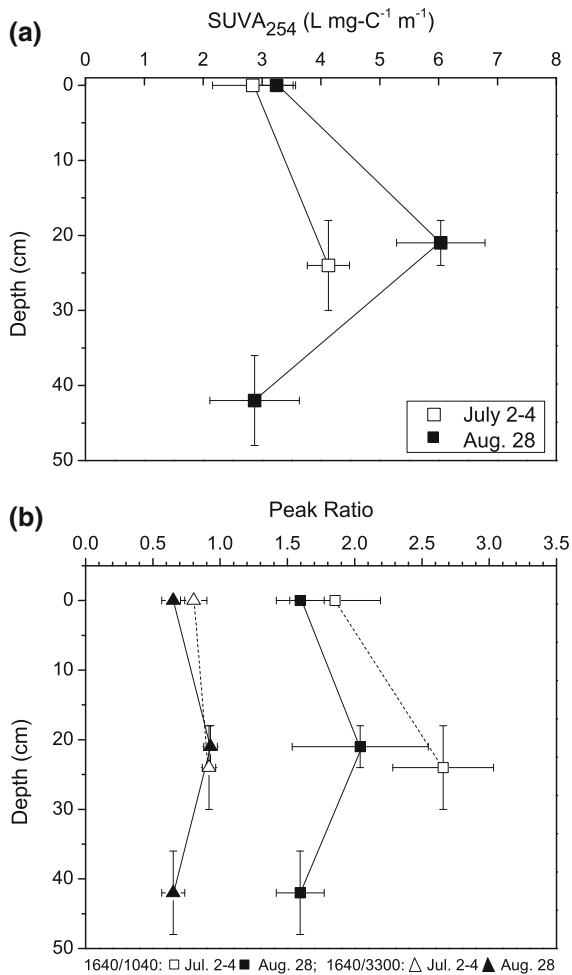 (a)
SUVA₂₅₄ (L mg-C⁻¹ m⁻¹)
0 1 2 3 4 5 6 7 8
0
10
20
30
40
50
Depth (cm)
July 2-4
Aug. 28
(b)
Peak Ratio
0.0 0.5 1.0 1.5 2.0 2.5 3.0 3.5
0
10
20
30
40
50
Depth (cm)
1640/1040: □ Jul. 2-4 ■ Aug. 28; 1640/3300: △ Jul. 2-4 ▲ Aug. 28